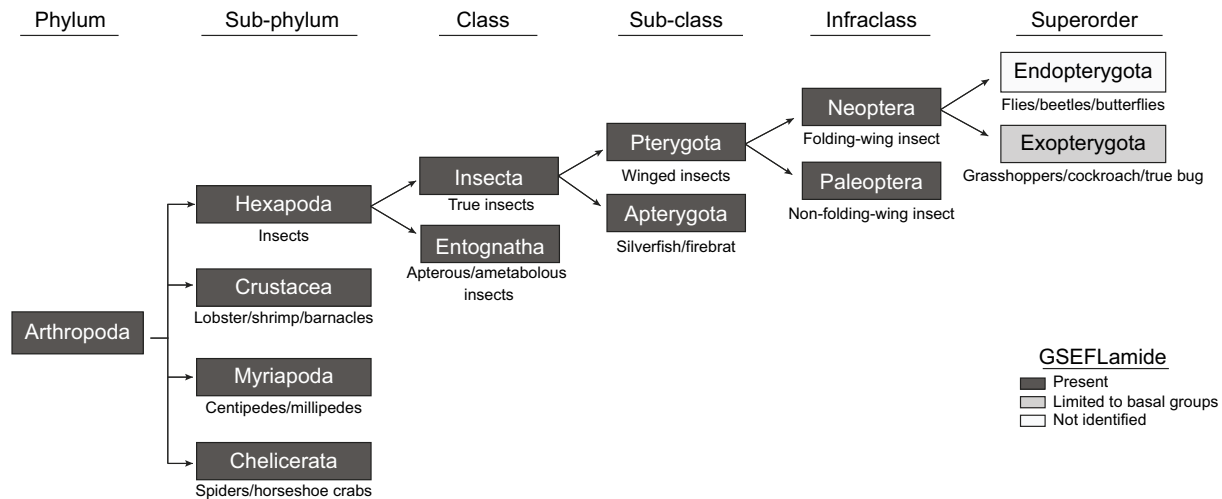 Phylum
Sub-phylum
Class
Sub-class
Infraclass
Superorder
Endopterygota
Flies/beetles/butterflies
Neoptera
Folding-wing insect
Exopterygota
Grasshoppers/cockroach/true bug
Pterygota
Winged insects
Paleoptera
Non-folding-wing insect
Insecta
True insects
Apterygota
Silverfish/firebrat
Hexapoda
Insects
Entognatha
Apterous/ametabolous
insects
Crustacea
Lobster/shrimp/barnacles
Arthropoda
Myriapoda
Centipedes/millipedes
Chelicerata
Spiders/horseshoe crabs
GSEFLamide
Present
Limited to basal groups
Not identified